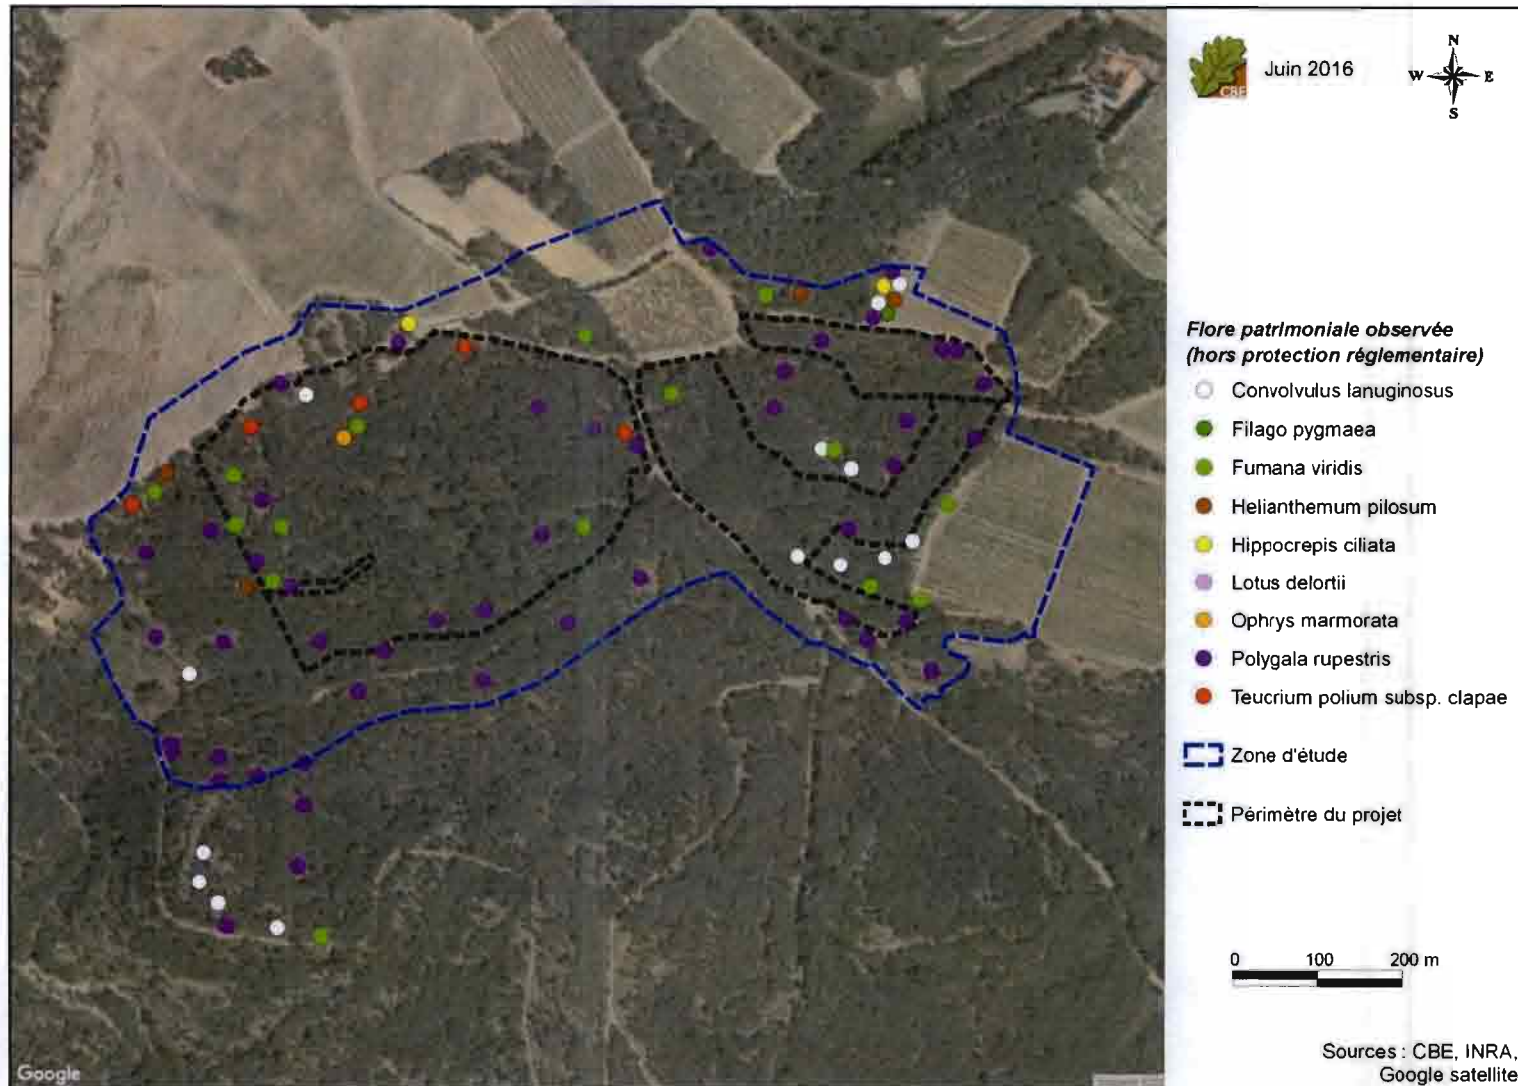 CBE
Juin 2016
N
W E
S
Flore patrimoniale observée
(hors protection réglementaire)
Convolvulus lanuginosus
Filago pygmaea
Fumana viridis
Helianthemum pilosum
Hippocrepis ciliata
Lotus delortii
Ophrys marmorata
Polygala rupestris
Teucrium polium subsp. clapae
Zone d'étude
Périmètre du projet
0 100 200 m
Sources : CBE, INRA,
Google satellite
Google